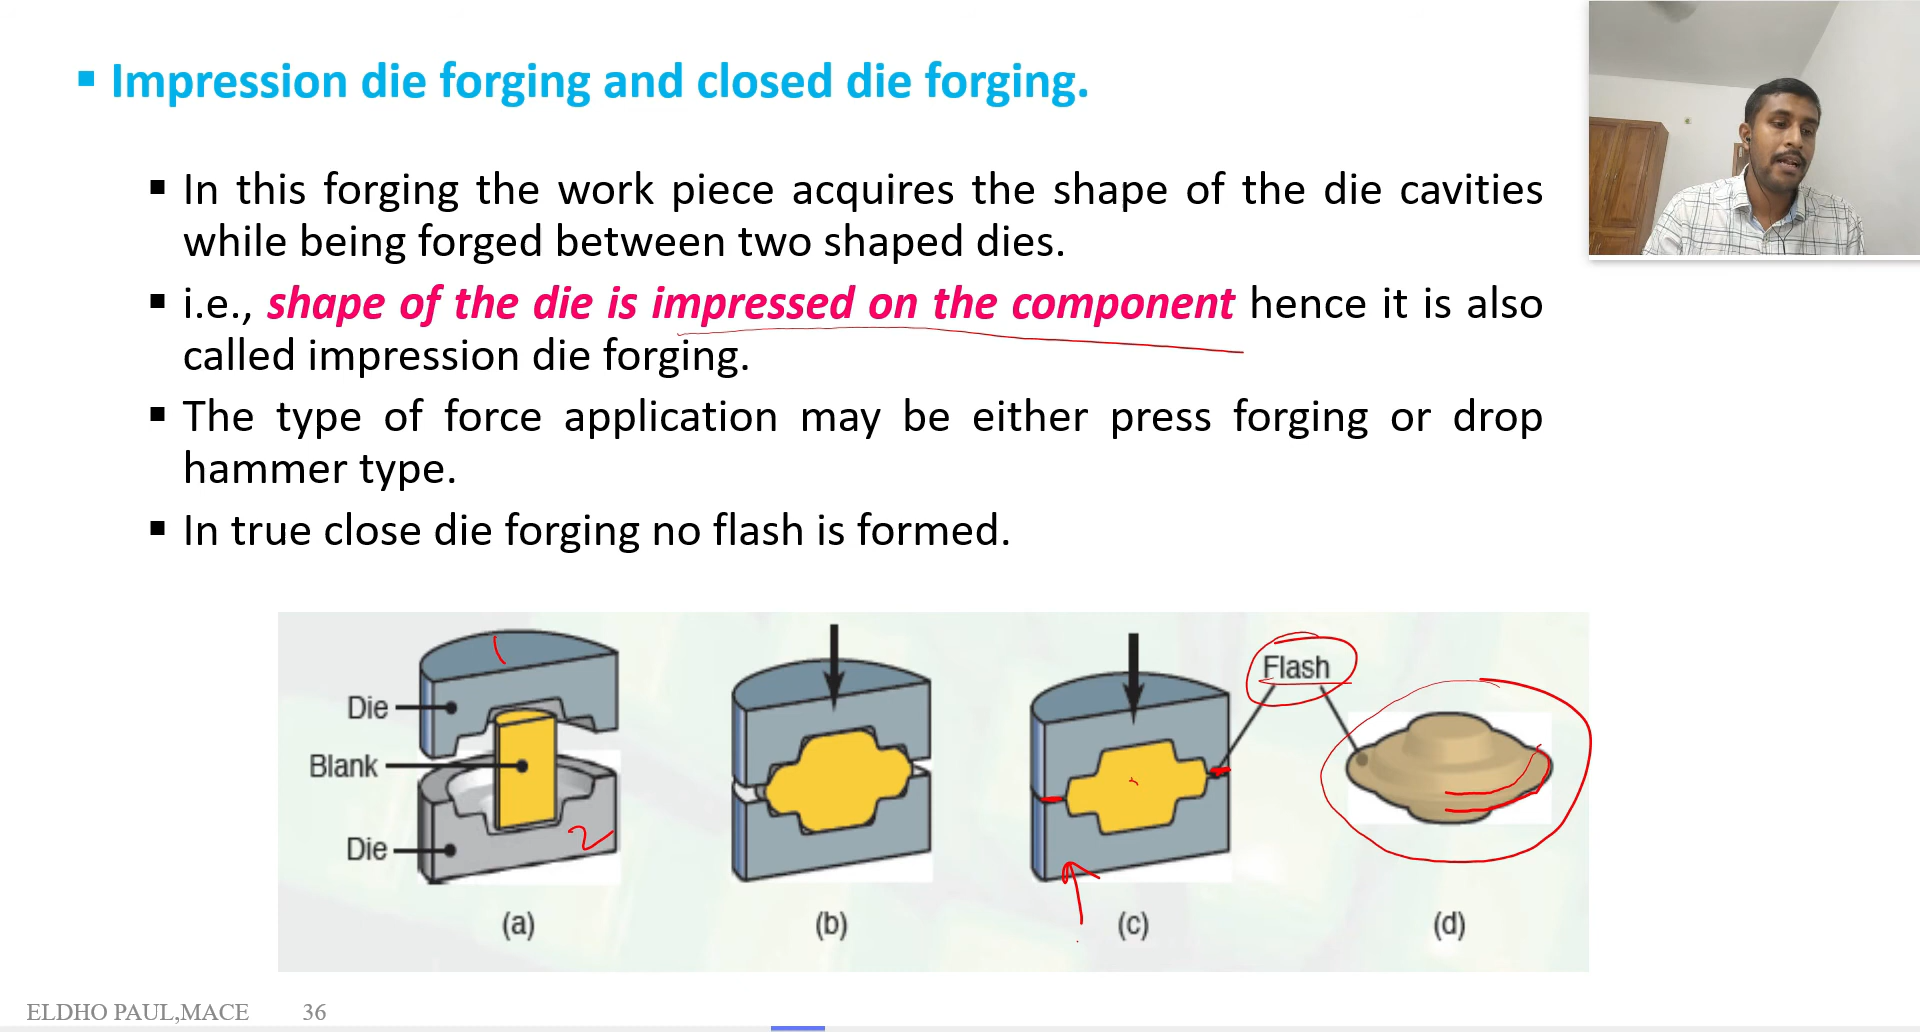 ▪ Impression die forging and closed die forging.
▪ In this forging the work piece acquires the shape of the die cavities
while being forged between two shaped dies.
▪ i.e., shape of the die is impressed on the component hence it is also
called impression die forging.
▪ The type of force application may be either press forging or drop
hammer type.
▪ In true close die forging no flash is formed.
1
Flash
Die
Blank
2
Die
(a)
(b)
(c)
(d)
ELDHO PAUL,MACE 36